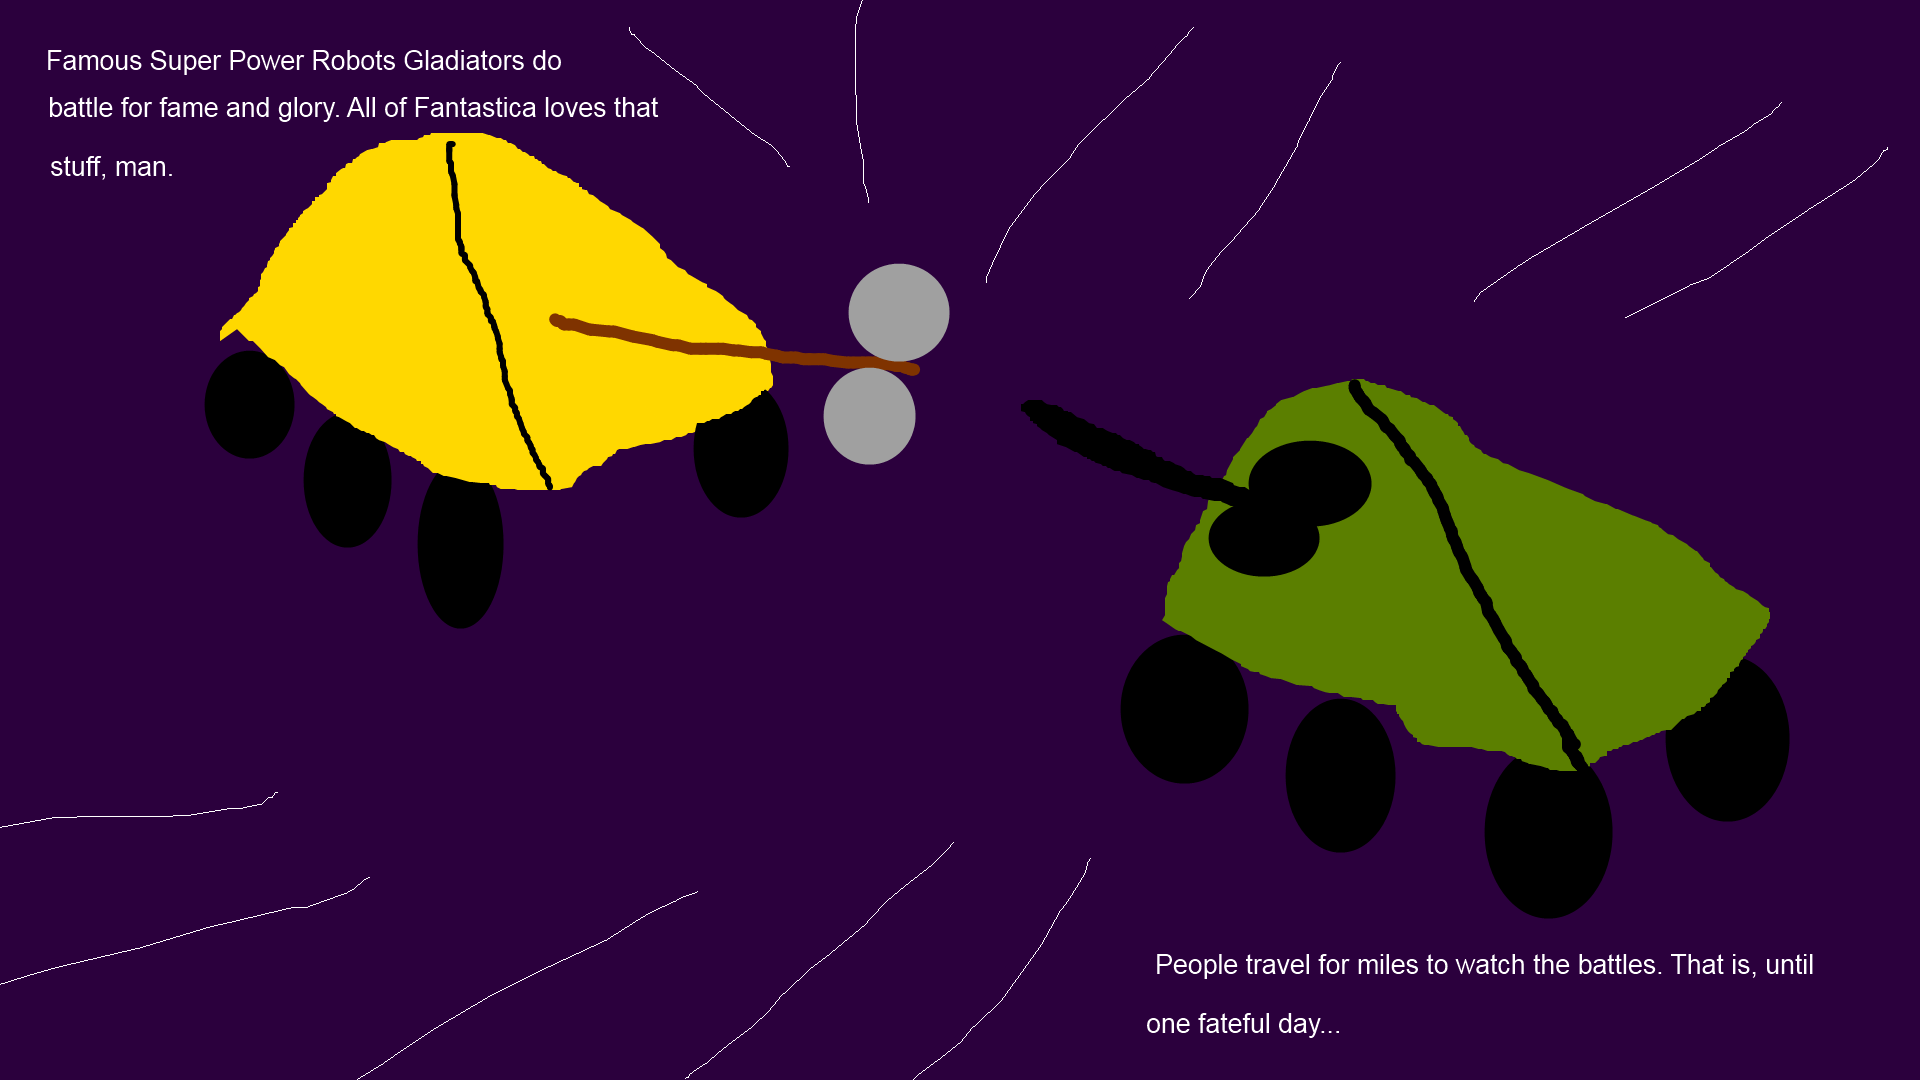 Famous Super Power Robots Gladiators do
battle for fame and glory. All of Fantastica loves that
stuff, man.
People travel for miles to watch the battles. That is, until
one fateful day...